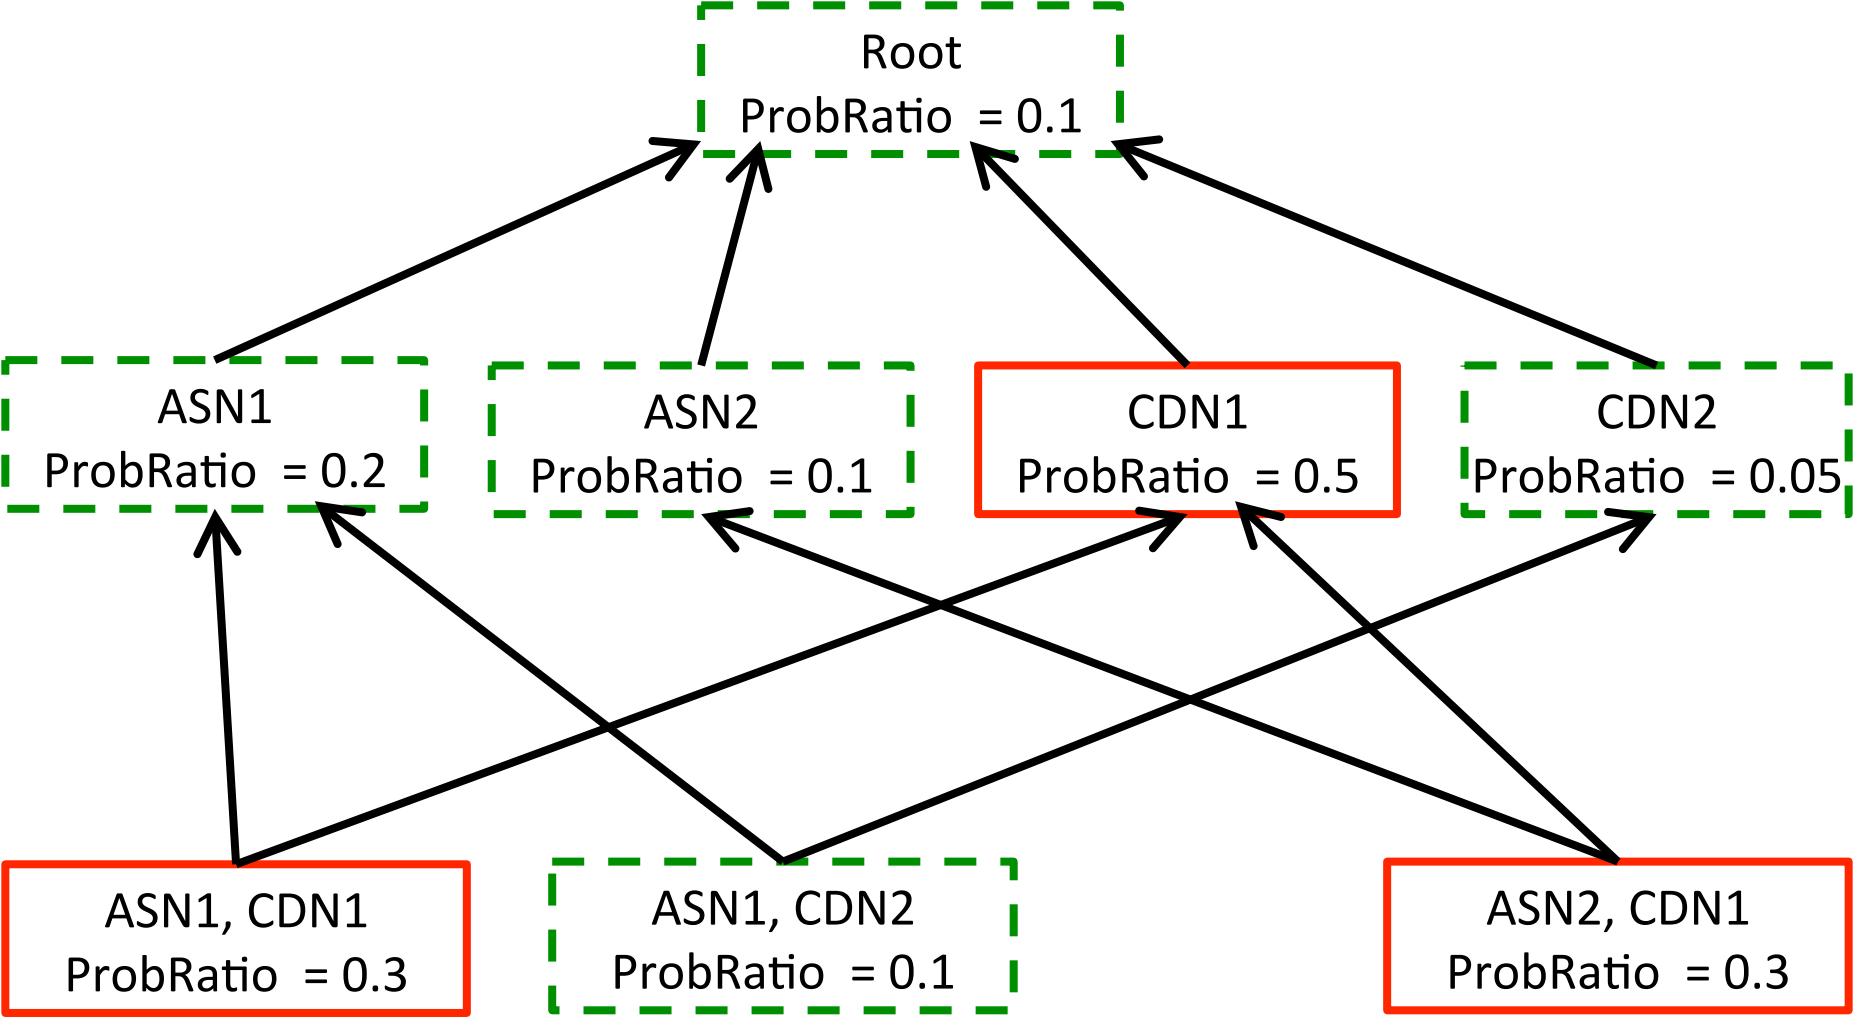 Root
ProbRatio = 0.1
ASN1
ProbRatio = 0.2
ASN2
ProbRatio = 0.1
CDN1
ProbRatio = 0.5
CDN2
ProbRatio = 0.05
ASN1, CDN1
ProbRatio = 0.3
ASN1, CDN2
ProbRatio = 0.1
ASN2, CDN1
ProbRatio = 0.3